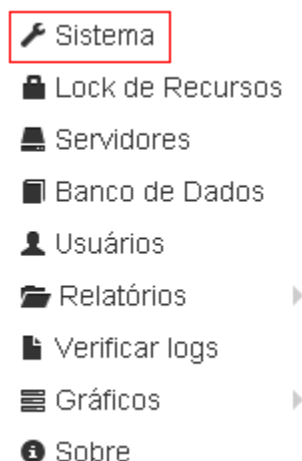 Sistema
Lock de Recursos
Servidores
Banco de Dados
Usuários
Relatórios
Verificar logs
Gráficos
Sobre